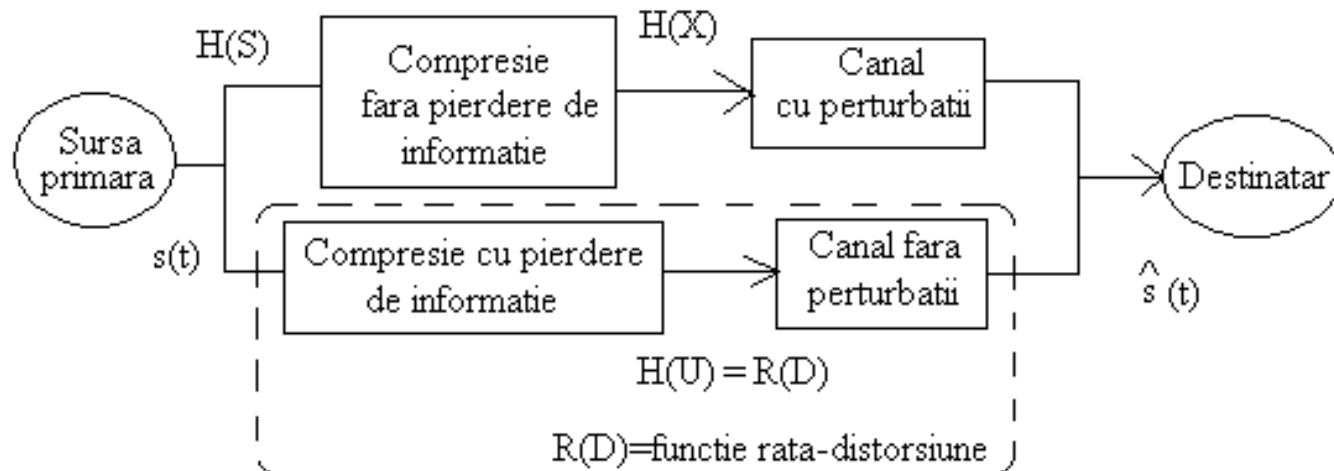 H(S)
H(X)
Compresie
fara pierdere de
informatie
Canal
cu perturbatii
Sursa
primara
Destinatar
s(t)
Compresie cu pierdere
de informatie
Canal fara
perturbatii
ŝ (t)
H(U) = R(D)
R(D)=functie rata-distorsiune